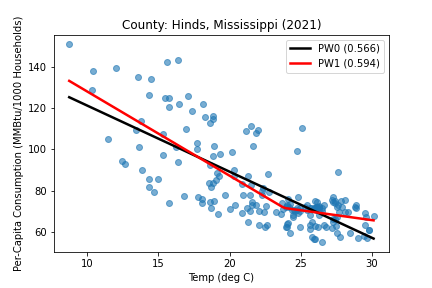 County: Hinds, Mississippi (2021)
PW0 (0.566)
PW1 (0.594)
Per-Capita Consumption (MMBtu/1000 Households)
140
120
100
80
60
10 15 20 25 30
Temp (deg C)